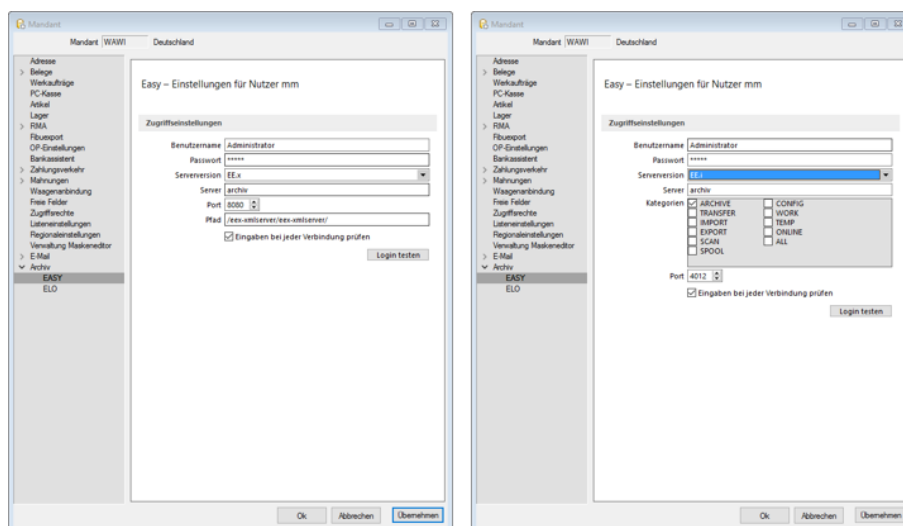 Mandant
Mandant WAWI Deutschland
Adresse
Belege
Werkaufträge
PC-Kasse
Artikel
Lager
RMA
Fibuexport
OP-Einstellungen
Bankassistent
Zahlungsverkehr
Mahnungen
Waagenanbindung
Freie Felder
Zugriffsrechte
Listeneinstellungen
Regionaleinstellungen
Verwaltung Maskeneditor
E-Mail
Archiv
EASY
ELO
Easy – Einstellungen für Nutzer mm
Zugriffseinstellungen
Benutzername Administrator
Passwort *****
Serverversion EE.x
Server archiv
Port 8080
Pfad /eex-xmlserver/eex-xmlserver/
Eingaben bei jeder Verbindung prüfen
Login testen
Ok Abbrechen Übernehmen
Mandant
Mandant WAWI Deutschland
Adresse
Belege
Werkaufträge
PC-Kasse
Artikel
Lager
RMA
Fibuexport
OP-Einstellungen
Bankassistent
Zahlungsverkehr
Mahnungen
Waagenanbindung
Freie Felder
Zugriffsrechte
Listeneinstellungen
Regionaleinstellungen
Verwaltung Maskeneditor
E-Mail
Archiv
EASY
ELO
Easy – Einstellungen für Nutzer mm
Zugriffseinstellungen
Benutzername Administrator
Passwort *****
Serverversion EE.i
Server archiv
Kategorien ARCHIVE CONFIG
TRANSFER WORK
IMPORT TEMP
EXPORT ONLINE
SCAN ALL
SPOOL
Port 4012
Eingaben bei jeder Verbindung prüfen
Login testen
Ok Abbrechen Übernehmen